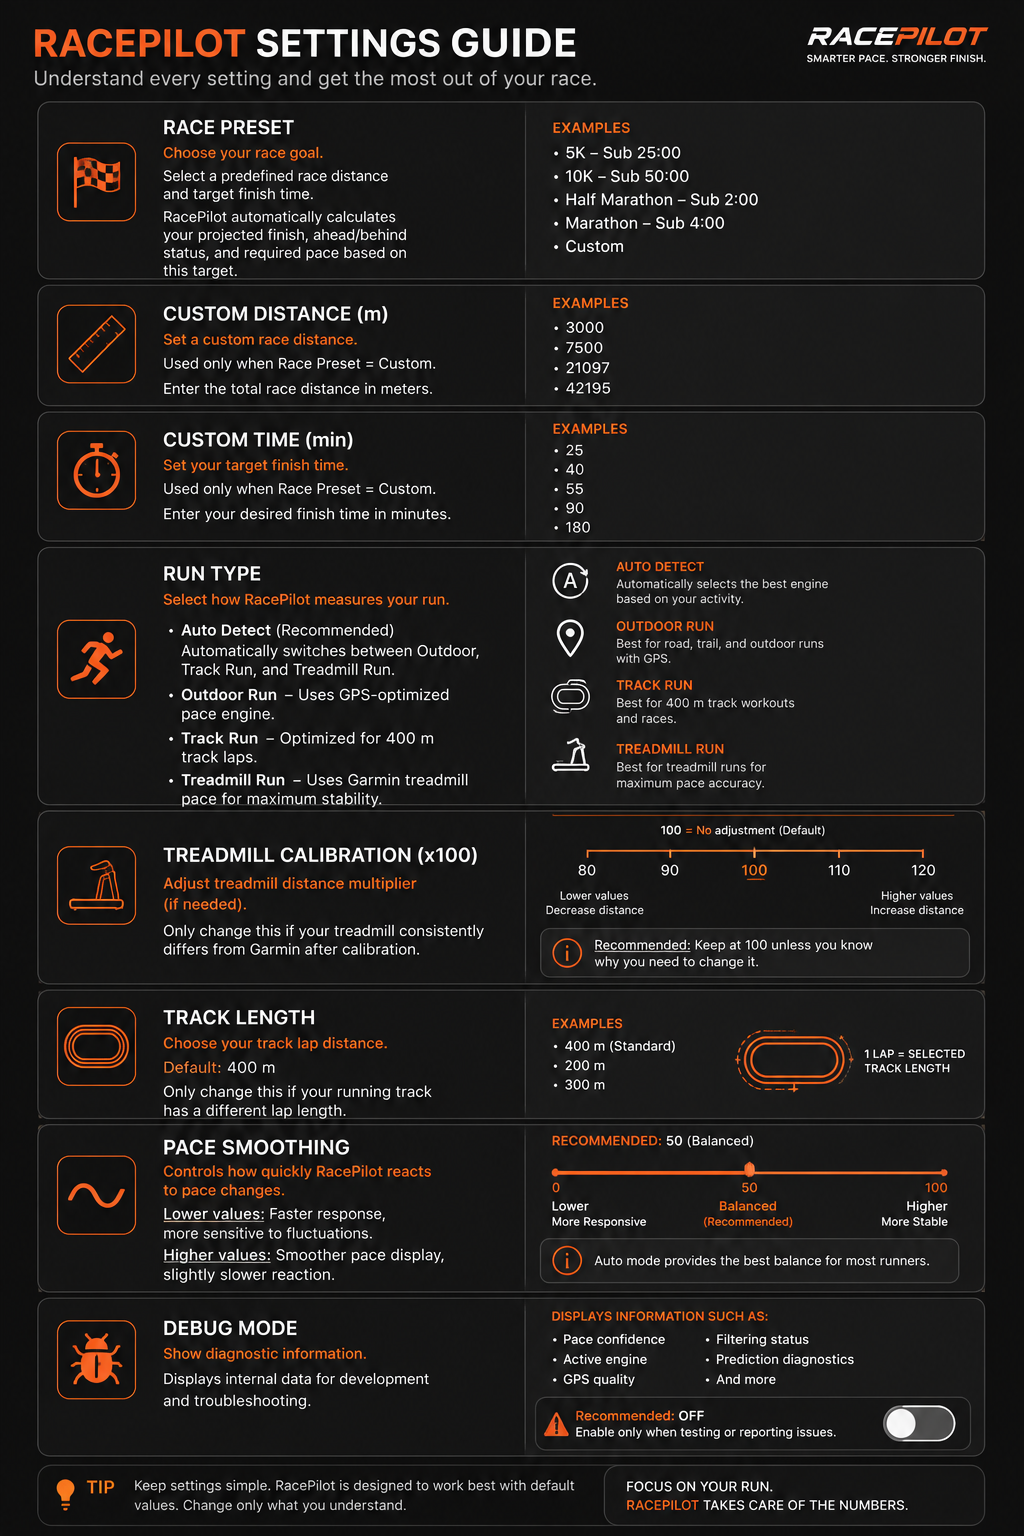 RACEPILOT SETTINGS GUIDE
Understand every setting and get the most out of your race.
RACEPILOT
SMARTER PACE. STRONGER FINISH.
RACE PRESET
Choose your race goal.
Select a predefined race distance
and target finish time.
RacePilot automatically calculates
your projected finish, ahead/behind
status, and required pace based on
this target.
EXAMPLES
• 5K – Sub 25:00
• 10K – Sub 50:00
• Half Marathon – Sub 2:00
• Marathon – Sub 4:00
• Custom
CUSTOM DISTANCE (m)
Set a custom race distance.
Used only when Race Preset = Custom.
Enter the total race distance in meters.
EXAMPLES
• 3000
• 7500
• 21097
• 42195
CUSTOM TIME (min)
Set your target finish time.
Used only when Race Preset = Custom.
Enter your desired finish time in minutes.
EXAMPLES
• 25
• 40
• 55
• 90
• 180
RUN TYPE
Select how RacePilot measures your run.
• Auto Detect (Recommended)
Automatically switches between Outdoor,
Track Run, and Treadmill Run.
• Outdoor Run – Uses GPS-optimized
pace engine.
• Track Run – Optimized for 400 m
track laps.
• Treadmill Run – Uses Garmin treadmill
pace for maximum stability.
A
AUTO DETECT
Automatically selects the best engine
based on your activity.
OUTDOOR RUN
Best for road, trail, and outdoor runs
with GPS.
TRACK RUN
Best for 400 m track workouts
and races.
TREADMILL RUN
Best for treadmill runs for
maximum pace accuracy.
TREADMILL CALIBRATION (x100)
Adjust treadmill distance multiplier
(if needed).
Only change this if your treadmill consistently
differs from Garmin after calibration.
100 = No adjustment (Default)
80 90 100 110 120
Lower values
Decrease distance
Higher values
Increase distance
Recommended: Keep at 100 unless you know
why you need to change it.
TRACK LENGTH
Choose your track lap distance.
Default: 400 m
Only change this if your running track
has a different lap length.
EXAMPLES
• 400 m (Standard)
• 200 m
• 300 m
1 LAP = SELECTED
TRACK LENGTH
PACE SMOOTHING
Controls how quickly RacePilot reacts
to pace changes.
Lower values: Faster response,
more sensitive to fluctuations.
Higher values: Smoother pace display,
slightly slower reaction.
RECOMMENDED: 50 (Balanced)
0 50 100
Lower
More Responsive
Balanced
(Recommended)
Higher
More Stable
Auto mode provides the best balance for most runners.
DEBUG MODE
Show diagnostic information.
Displays internal data for development
and troubleshooting.
DISPLAYS INFORMATION SUCH AS:
• Pace confidence
• Active engine
• GPS quality
• Filtering status
• Prediction diagnostics
• And more
Recommended: OFF
Enable only when testing or reporting issues.
TIP
Keep settings simple. RacePilot is designed to work best with default
values. Change only what you understand.
FOCUS ON YOUR RUN.
RACEPILOT TAKES CARE OF THE NUMBERS.